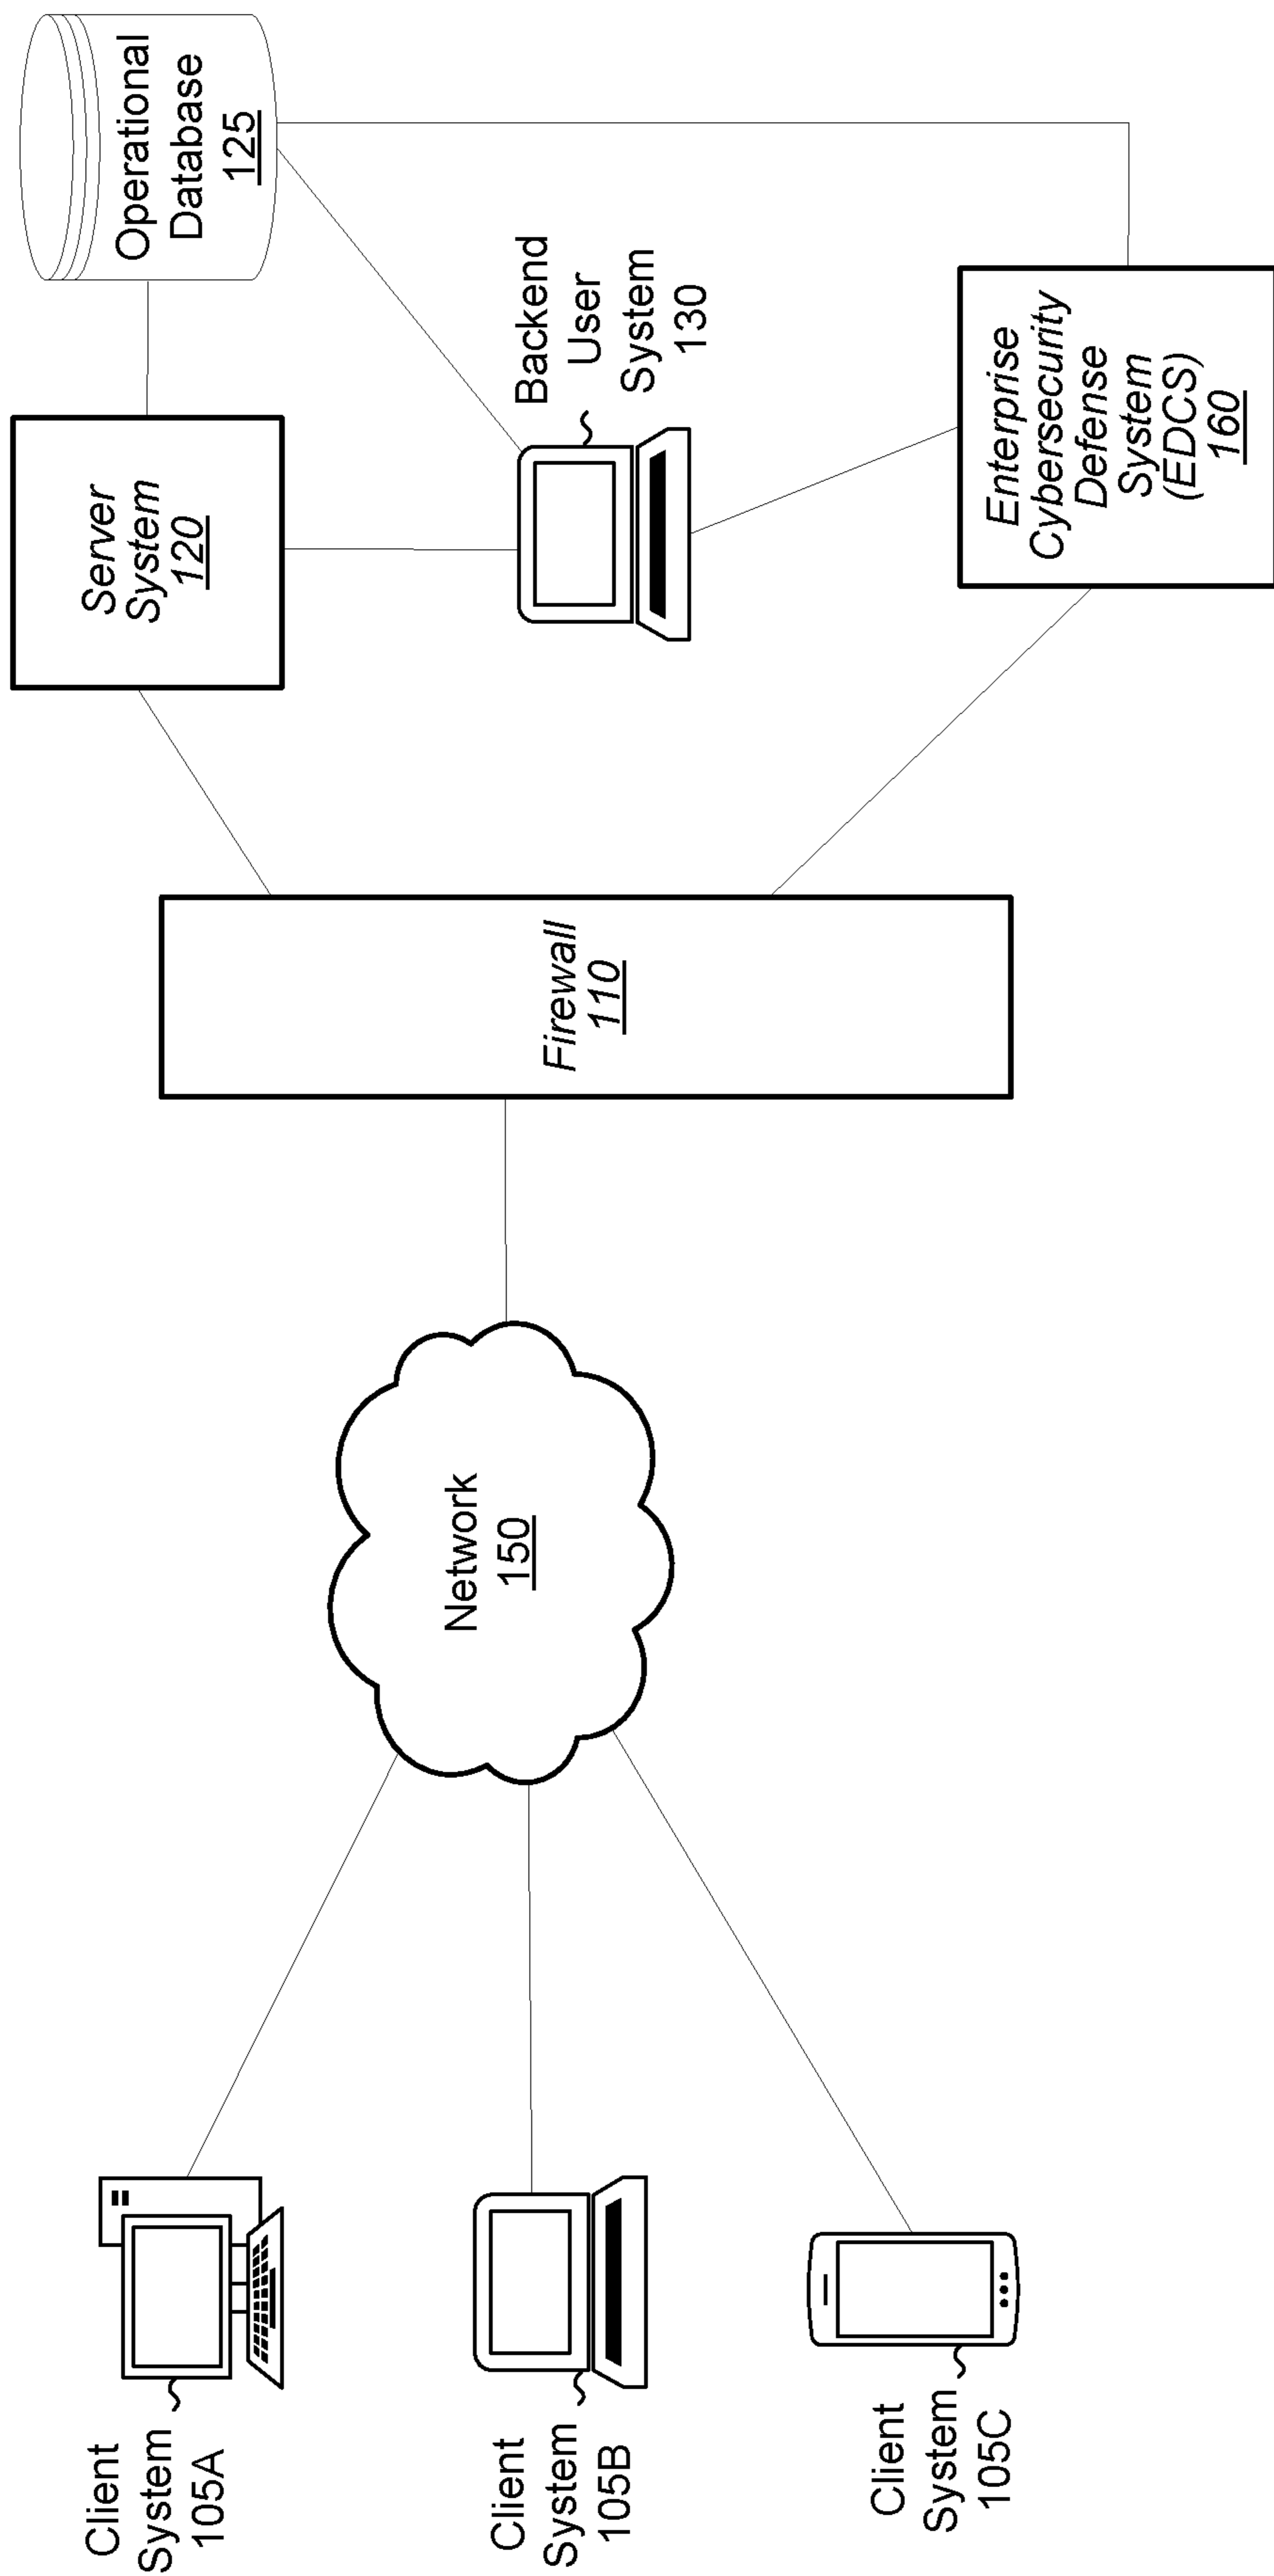 Client
System
105A
Client
System
105B
Client
System
105C
Network
150
Firewall
110
Server
System
120
Operational
Database
125
Backend
User
System
130
Enterprise
Cybersecurity
Defense
System
(EDCS)
160